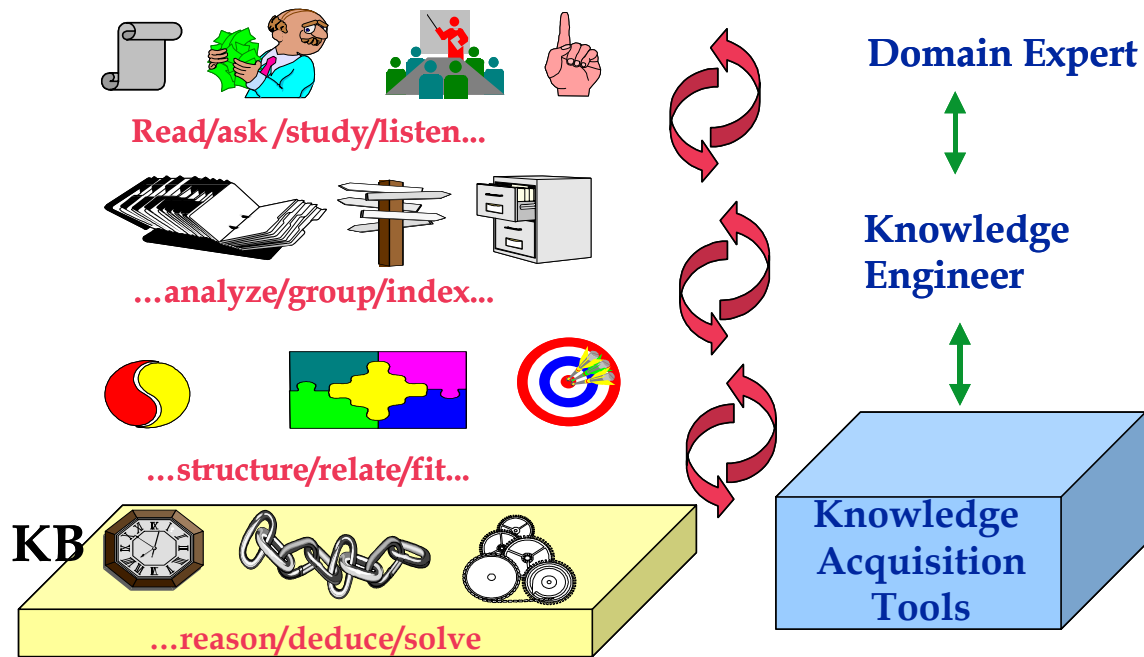 Domain Expert
Read/ask /study/listen...
Knowledge
Engineer
...analyze/group/index...
...structure/relate/fit...
KB
Knowledge
Acquisition
Tools
...reason/deduce/solve